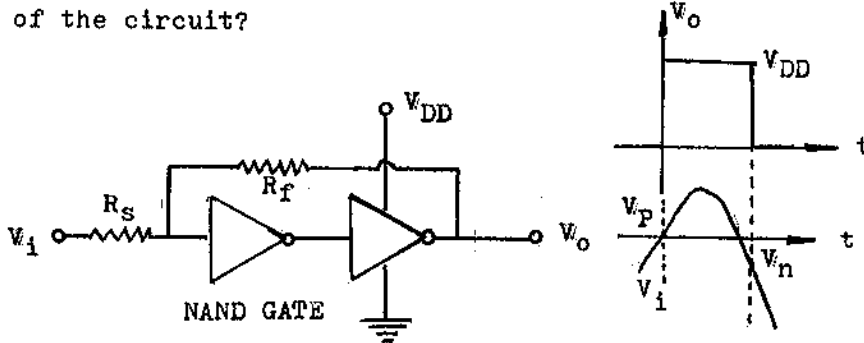 of the circuit?
V_DD
R_f
R_s
V_i
V_o
NAND GATE
V_o
V_DD
t
V_P
t
V_n
V_i